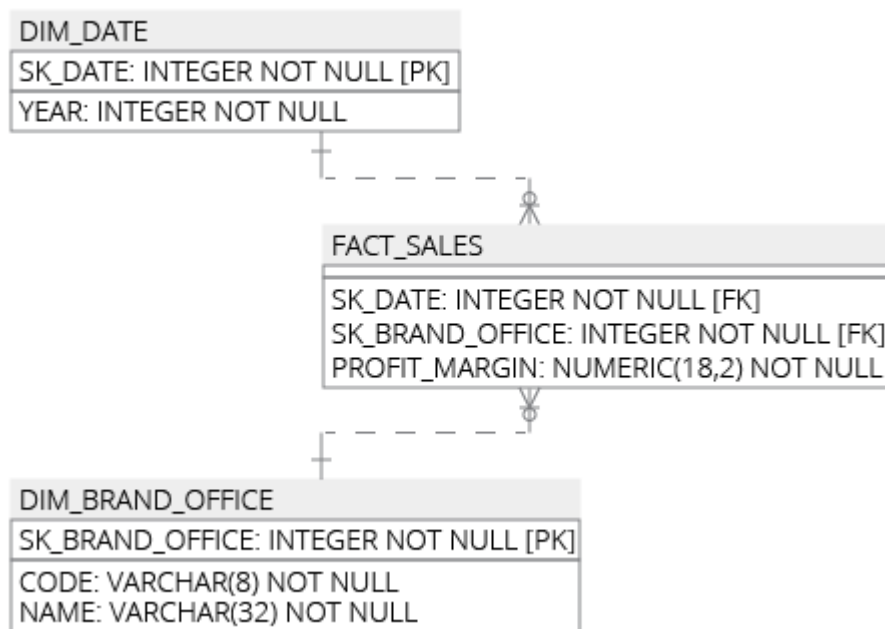 DIM_DATE
SK_DATE: INTEGER NOT NULL [PK]
YEAR: INTEGER NOT NULL
FACT_SALES
SK_DATE: INTEGER NOT NULL [FK]
SK_BRAND_OFFICE: INTEGER NOT NULL [FK]
PROFIT_MARGIN: NUMERIC(18,2) NOT NULL
DIM_BRAND_OFFICE
SK_BRAND_OFFICE: INTEGER NOT NULL [PK]
CODE: VARCHAR(8) NOT NULL
NAME: VARCHAR(32) NOT NULL